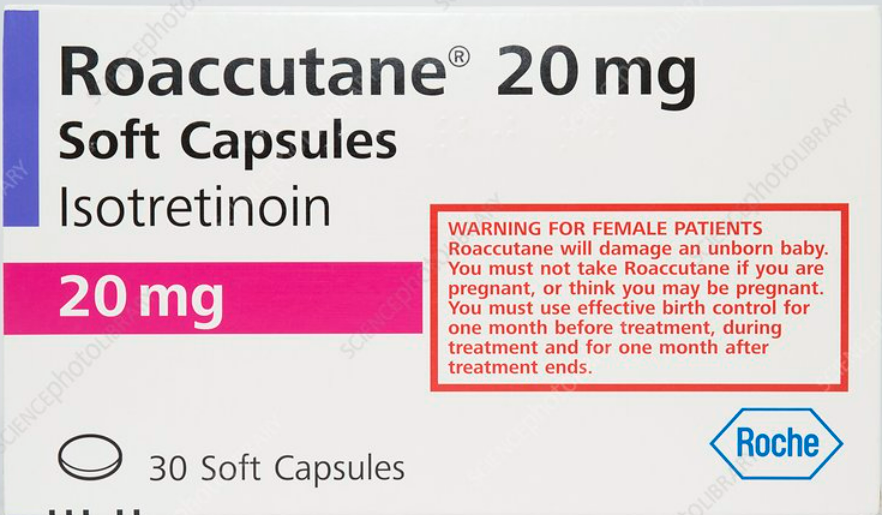 Roaccutane® 20 mg
Soft Capsules
Isotretinoin
20 mg
WARNING FOR FEMALE PATIENTS
Roaccutane will damage an unborn baby.
You must not take Roaccutane if you are
pregnant, or think you may be pregnant.
You must use effective birth control for
one month before treatment, during
treatment and for one month after
treatment ends.
Roche
30 Soft Capsules
SCIENCEphotoLIBRARY